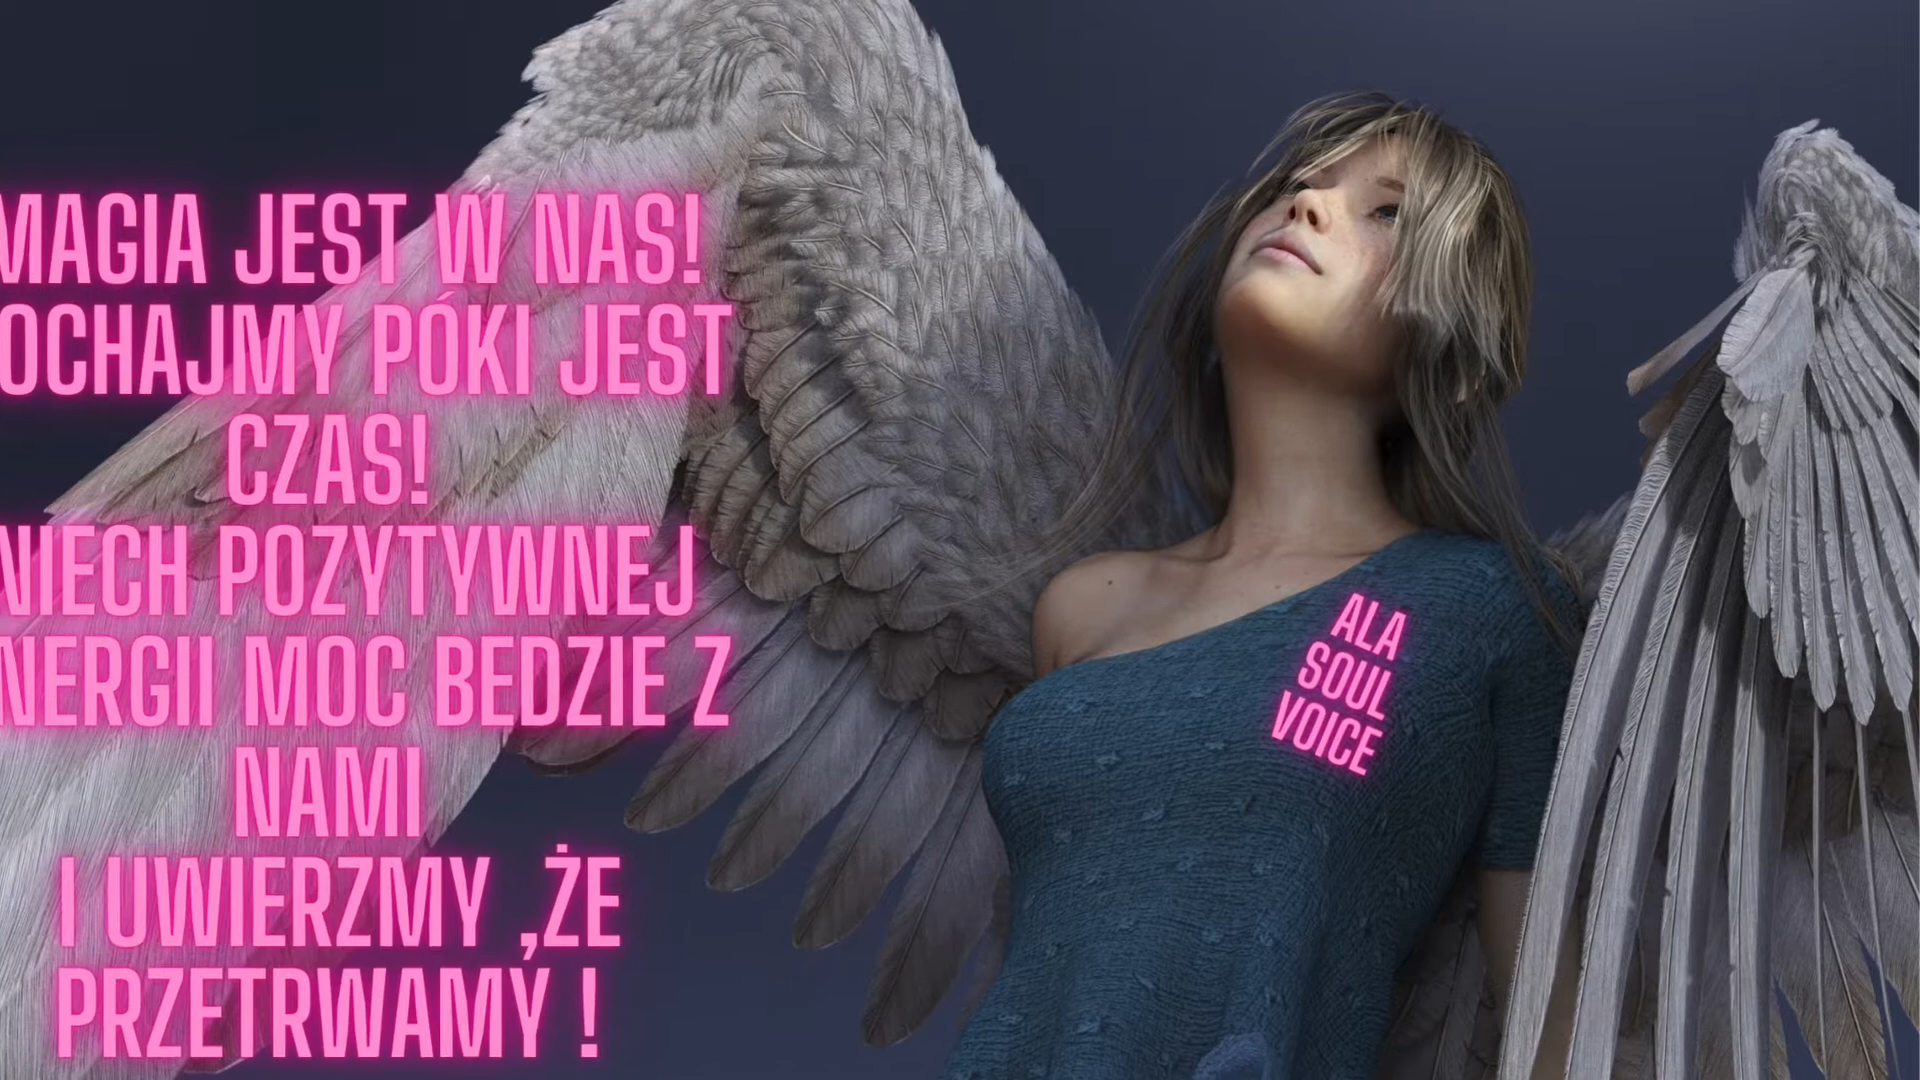 MAGIA JEST W NAS!
OCHAJMY PÓKI JEST
CZAS!
NIECH POZYTYWNEJ
NERGII MOC BEDZIE Z
NAMI
I UWIERZMY ,ŻE
PRZETRWAMY !
ALA
SOUL
VOICE